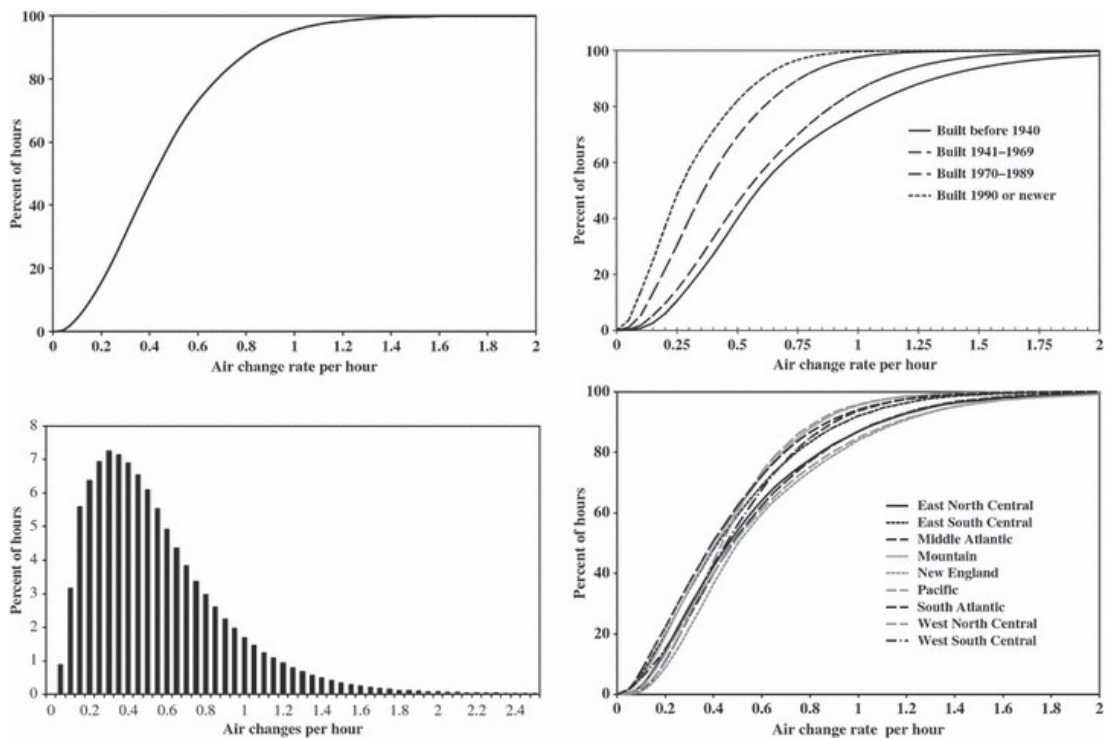 100
80
60
40
20
0
Percent of hours
0 0.2 0.4 0.6 0.8 1 1.2 1.4 1.6 1.8 2
Air change rate per hour
100
80
60
40
20
0
Percent of hours
Built before 1940
Built 1941–1969
Built 1970–1989
Built 1990 or newer
0 0.25 0.5 0.75 1 1.25 1.5 1.75 2
Air change rate per hour
8
7
6
5
4
3
2
1
0
Percent of hours
0 0.2 0.4 0.6 0.8 1 1.2 1.4 1.6 1.8 2 2.2 2.4
Air changes per hour
100
80
60
40
20
0
Percent of hours
East North Central
East South Central
Middle Atlantic
Mountain
New England
Pacific
South Atlantic
West North Central
West South Central
0 0.2 0.4 0.6 0.8 1 1.2 1.4 1.6 1.8 2
Air change rate per hour